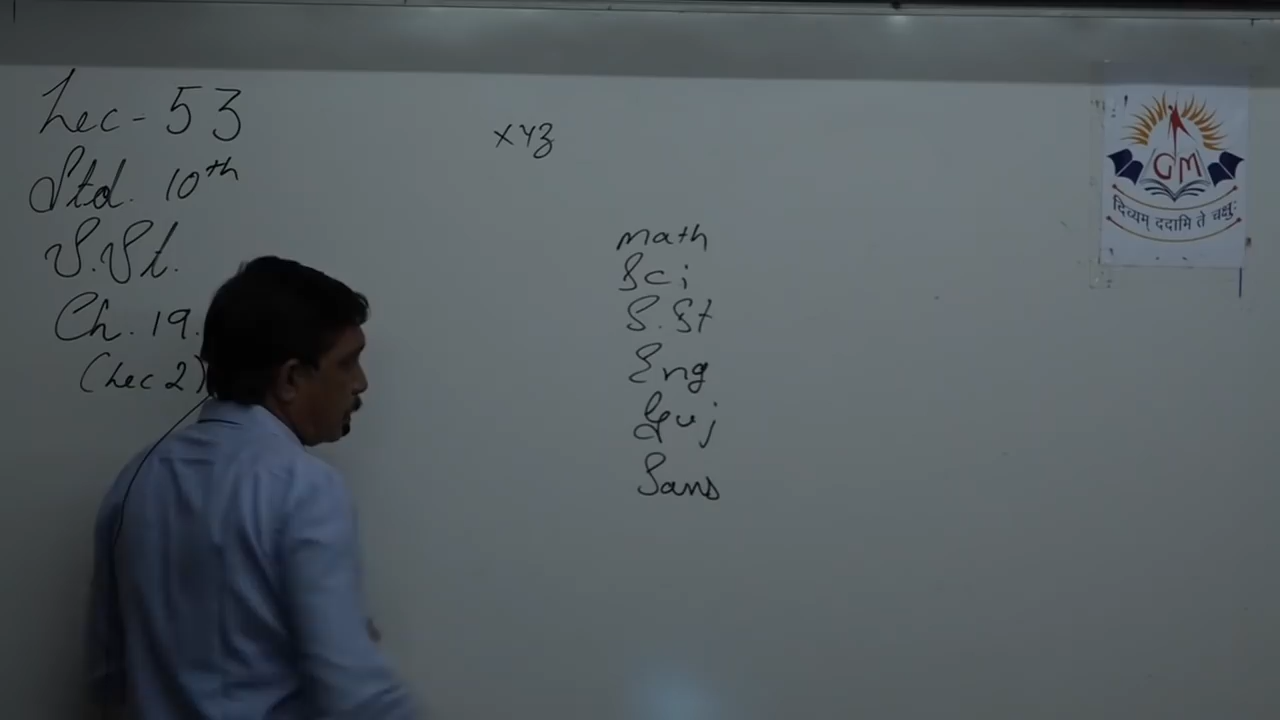 Lec-53
Std. 10th
S.St.
Ch. 19.
(Lec 2)
XYZ
Math
Sci
S.St
Eng
Guj
Sans
GM
दिव्यम् ददामि ते चक्षुः